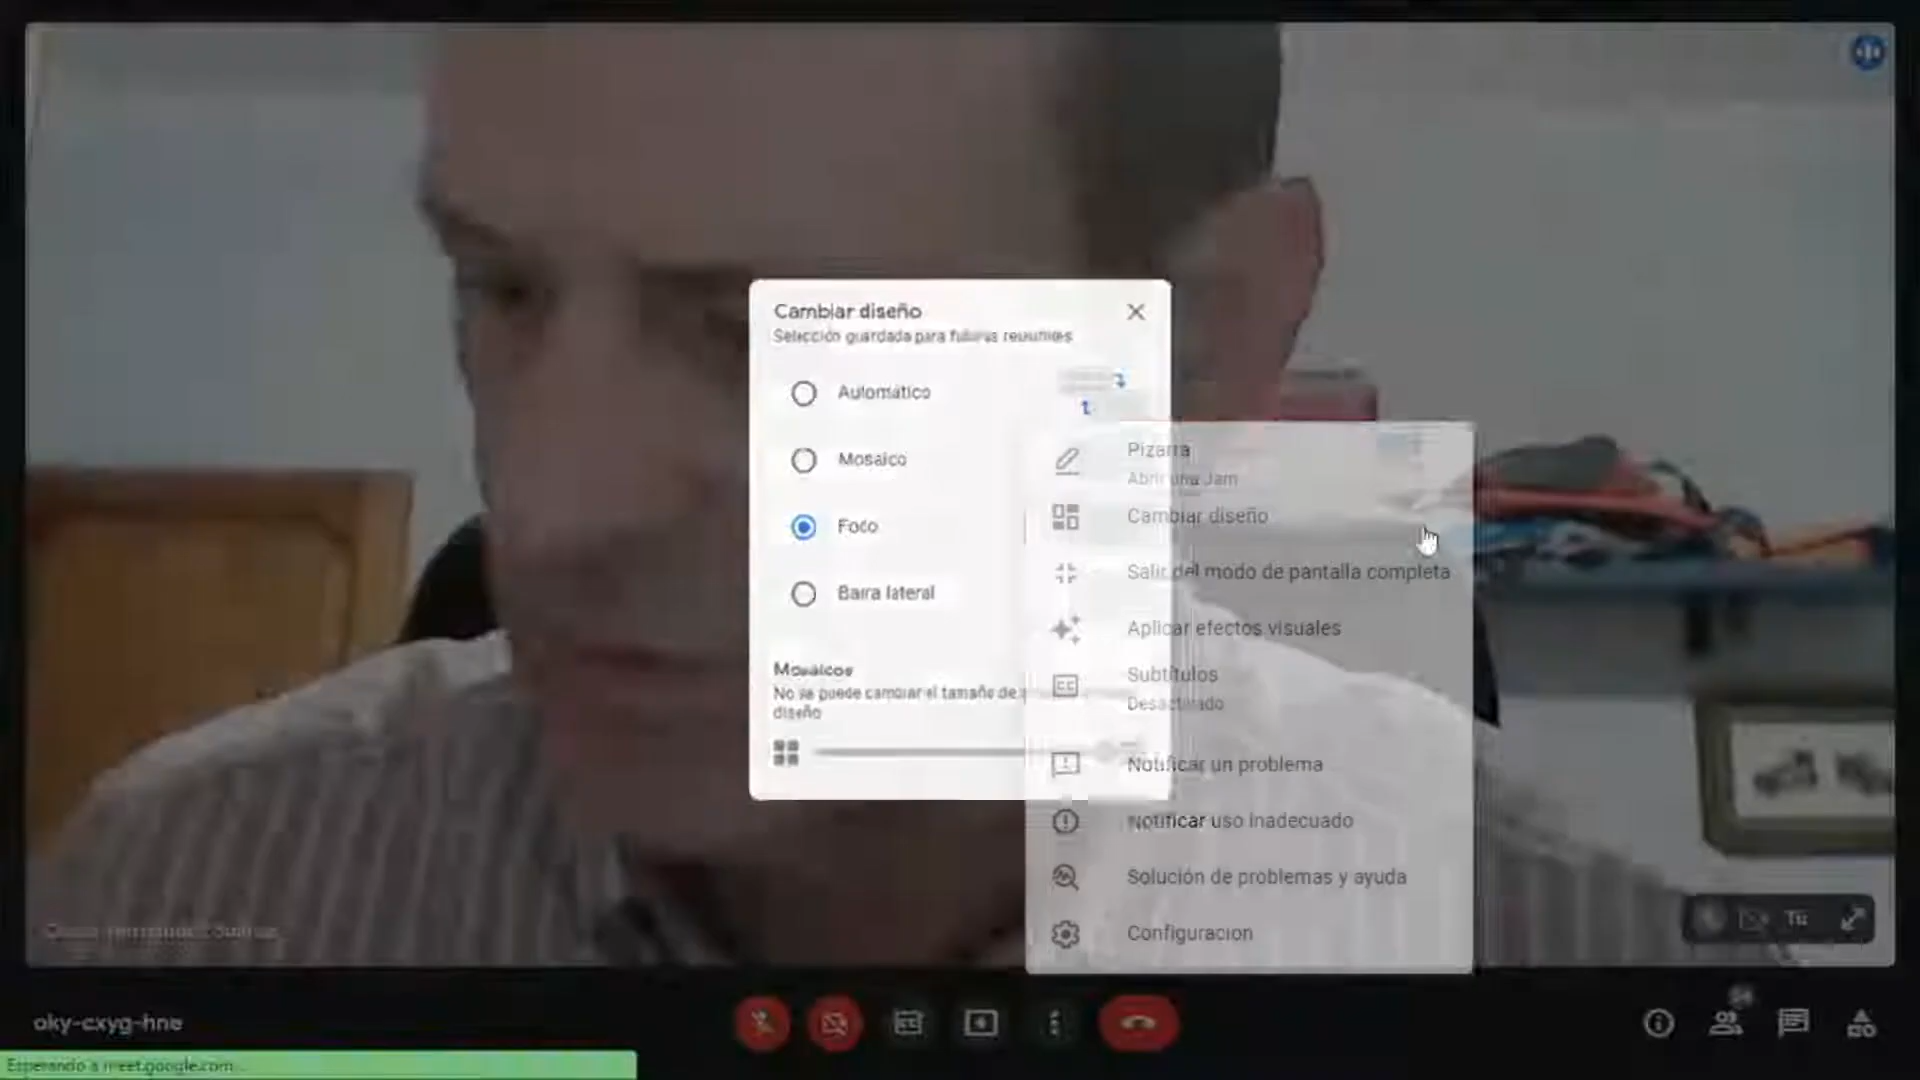 Cambiar diseño
Selección guardada para futuras reuniones
Automático
Mosaico
Foco
Barra lateral
Mosaicos
No se puede cambiar el tamaño de
diseño
Pizarra
Abrir una Jam
Cambiar diseño
Salir del modo de pantalla completa
Aplicar efectos visuales
Subtítulos
Desactivado
Notificar un problema
Notificar uso inadecuado
Solución de problemas y ayuda
Configuración
Tú
oky-cxyg-hne
Esperando a meet.google.com...